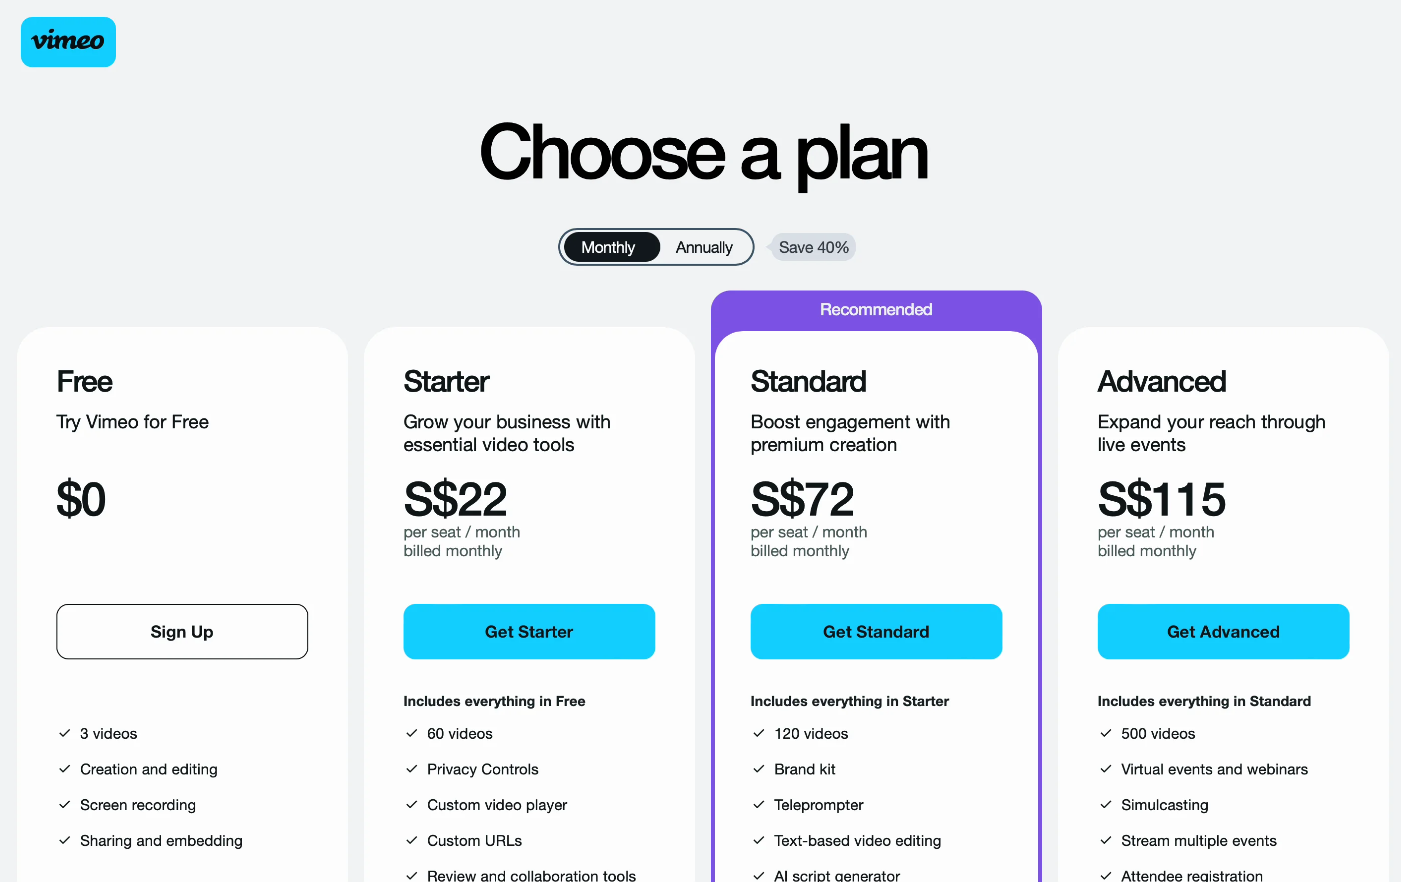 vimeo
Choose a plan
Monthly Annually Save 40%
Recommended
Free
Try Vimeo for Free
$0
Sign Up
3 videos
Creation and editing
Screen recording
Sharing and embedding
Starter
Grow your business with
essential video tools
S$22
per seat / month
billed monthly
Get Starter
Includes everything in Free
60 videos
Privacy Controls
Custom video player
Custom URLs
Review and collaboration tools
Standard
Boost engagement with
premium creation
S$72
per seat / month
billed monthly
Get Standard
Includes everything in Starter
120 videos
Brand kit
Teleprompter
Text-based video editing
AI script generator
Advanced
Expand your reach through
live events
S$115
per seat / month
billed monthly
Get Advanced
Includes everything in Standard
500 videos
Virtual events and webinars
Simulcasting
Stream multiple events
Attendee registration